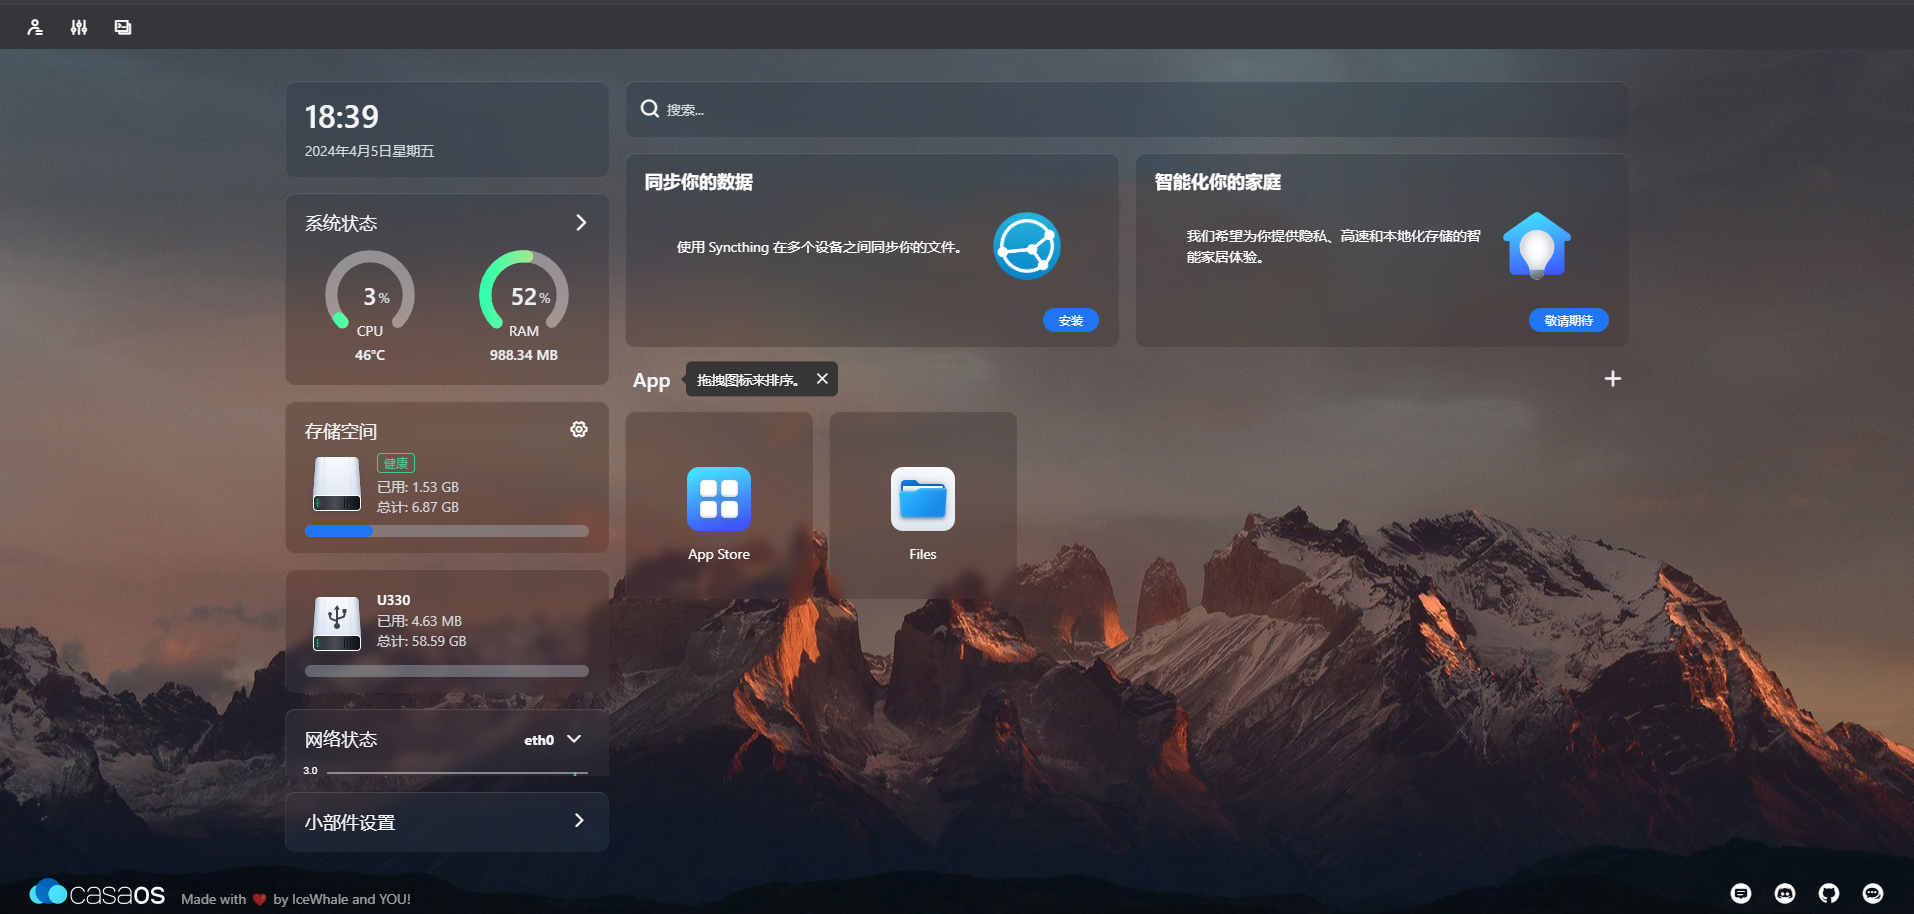 18:39
2024年4月5日星期五
系统状态
3%
CPU
46°C
52%
RAM
988.34 MB
存储空间
健康
已用: 1.53 GB
总计: 6.87 GB
U330
已用: 4.63 MB
总计: 58.59 GB
网络状态
eth0
3.0
小部件设置
搜索...
同步你的数据
使用 Syncthing 在多个设备之间同步你的文件。
安装
智能化你的家庭
我们希望为你提供隐私、高速和本地化存储的智
能家居体验。
敬请期待
App
拖拽图标来排序。
App Store
Files
casaos
Made with ❤ by IceWhale and YOU!